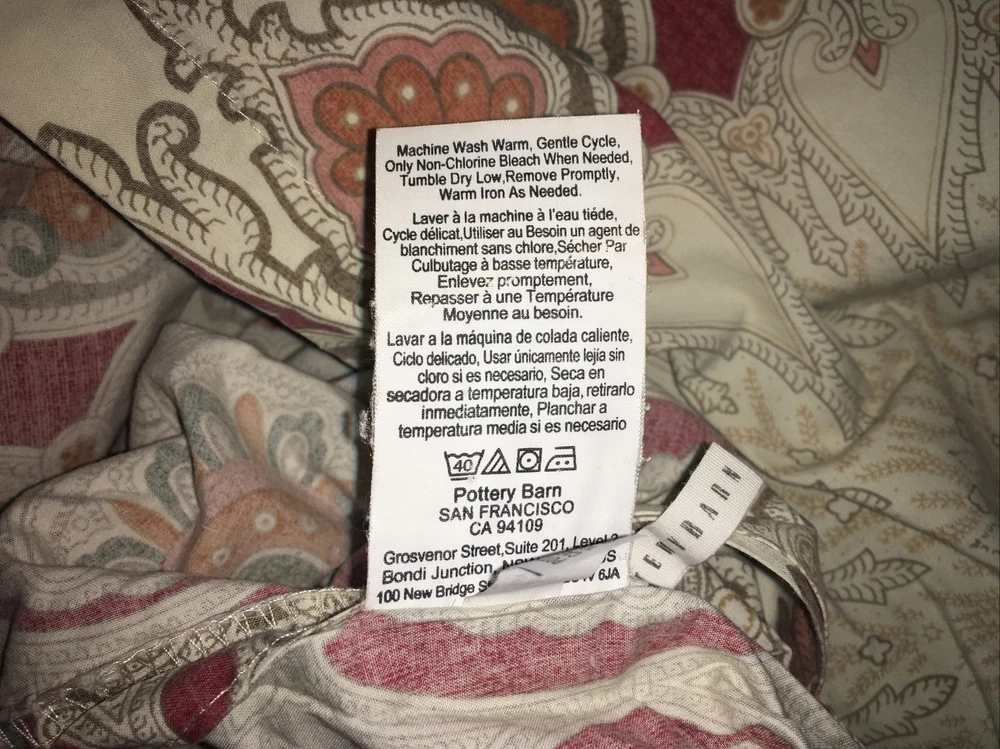 Machine Wash Warm, Gentle Cycle,
Only Non-Chlorine Bleach When Needed,
Tumble Dry Low,Remove Promptly,
Warm Iron As Needed.
Laver à la machine à l'eau tiéde,
Cycle délicat,Utiliser au Besoin un agent de
blanchiment sans chlore,Sécher Par
Culbutage à basse température,
Enlevez promptement,
Repasser à une Température
Moyenne au besoin.
Lavar a la máquina de colada caliente,
Ciclo delicado, Usar únicamente lejía sin
cloro si es necesario, Seca en
secadora a temperatura baja, retirarlo
inmediatamente, Planchar a
temperatura media si es necesario
40
Pottery Barn
SAN FRANCISCO
CA 94109
Grosvenor Street,Suite 201, Level
Bondi Junction,
100 New Bridge 6JA